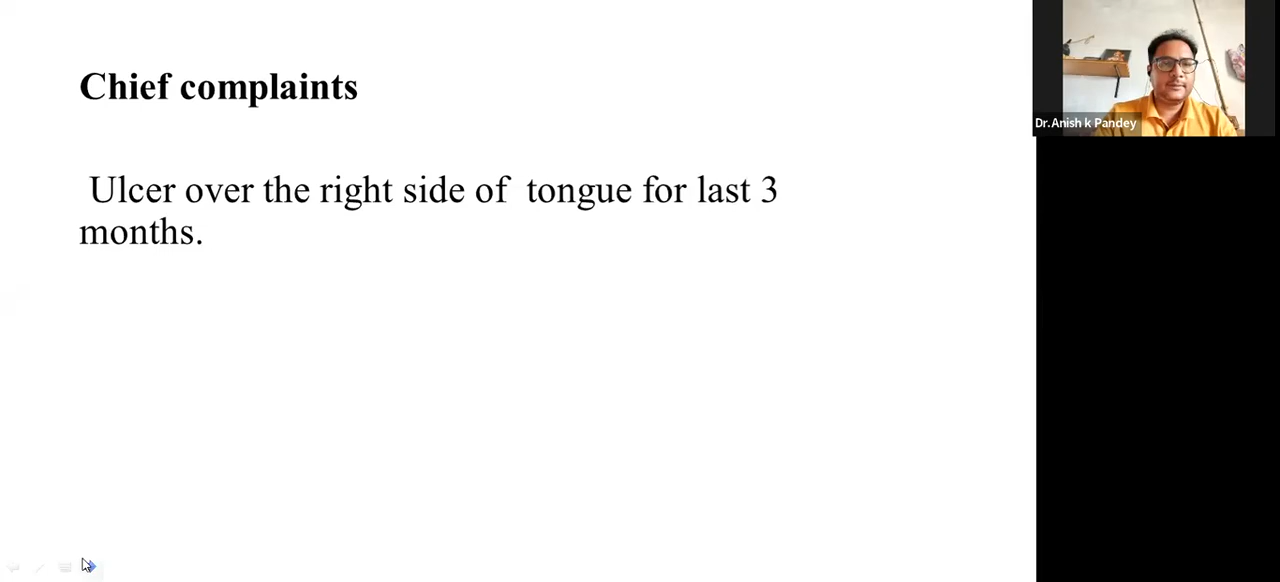 Chief complaints
Ulcer over the right side of  tongue for last 3
months.
Dr.Anish k Pandey